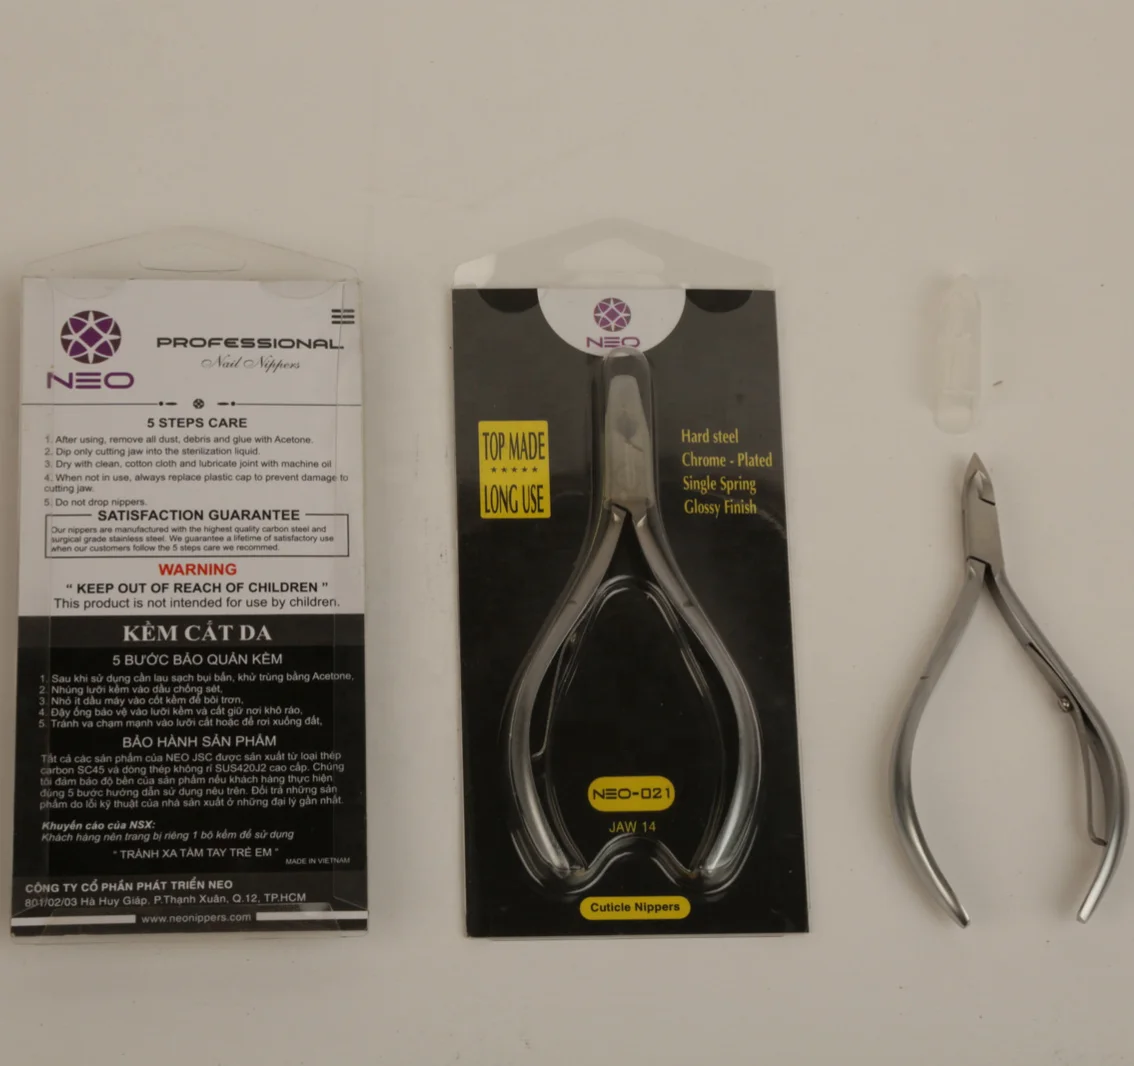 NEO
PROFESSIONAL
Nail Nippers
5 STEPS CARE
1. After using, remove all dust, debris and glue with Acetone.
2. Dip only cutting jaw into the sterilization liquid.
3. Dry with clean, cotton cloth and lubricate joint with machine oil
4. When not in use, always replace plastic cap to prevent damage to
cutting jaw.
5. Do not drop nippers.
SATISFACTION GUARANTEE
Our nippers are manufactured with the highest quality carbon steel and
surgical grade stainless steel. We guarantee a lifetime of satisfactory use
when our customers follow the 5 steps care we recommed.
WARNING
“ KEEP OUT OF REACH OF CHILDREN ”
This product is not intended for use by children.
KỀM CẮT DA
5 BƯỚC BẢO QUẢN KỀM
1. Sau khi sử dụng cần lau sạch bụi bẩn, khử trùng bằng Acetone,
2. Nhúng lưỡi kềm vào dầu chống sét,
3. Nhỏ ít dầu máy vào cốt kềm để bôi trơn,
4. Đậy ống bảo vệ vào lưỡi kềm và cất giữ nơi khô ráo,
5. Tránh va chạm mạnh vào lưỡi cắt hoặc để rơi xuống đất,
BẢO HÀNH SẢN PHẨM
Tất cả các sản phẩm của NEO JSC được sản xuất từ loại thép
carbon SC45 và dòng thép không rỉ SUS420J2 cao cấp. Chúng
tôi đảm bảo độ bền của sản phẩm nếu khách hàng thực hiện
đúng 5 bước hướng dẫn sử dụng nêu trên. Đổi trả những sản
phẩm do lỗi kỹ thuật của nhà sản xuất ở những đại lý gần nhất.
Khuyến cáo của NSX:
Khách hàng nên trang bị riêng 1 bộ kềm để sử dụng
“ TRÁNH XA TẦM TAY TRẺ EM ”
MADE IN VIETNAM
CÔNG TY CỔ PHẦN PHÁT TRIỂN NEO
801/02/03 Hà Huy Giáp. P.Thạnh Xuân, Q.12, TP.HCM
www.neonippers.com
NEO
TOP MADE
LONG USE
Hard steel
Chrome - Plated
Single Spring
Glossy Finish
NEO-021
JAW 14
Cuticle Nippers